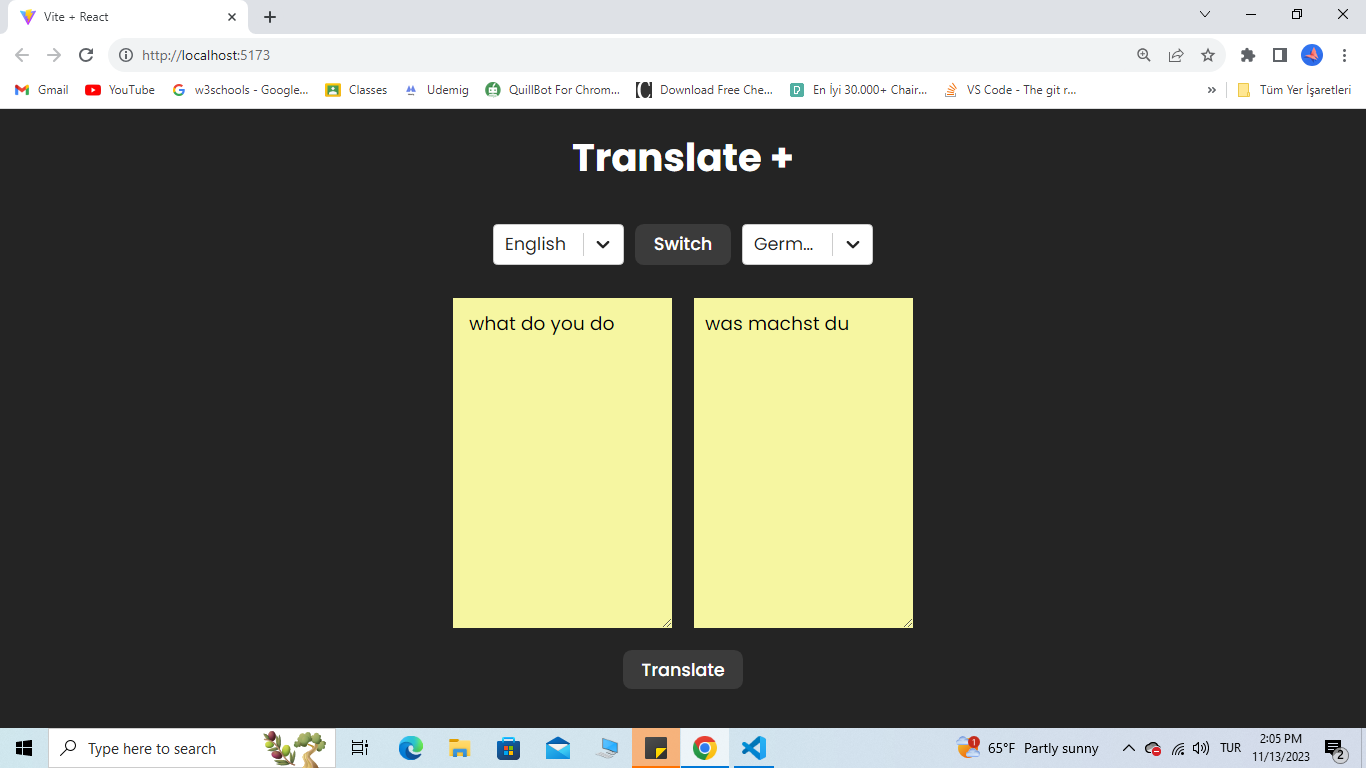 Vite + React
http://localhost:5173
Gmail
YouTube
w3schools - Google...
Classes
Udemig
QuillBot For Chrom...
Download Free Che...
En İyi 30.000+ Chair...
VS Code - The git r...
»
Tüm Yer İşaretleri
Translate +
English
Switch
Germ...
what do you do
was machst du
Translate
Type here to search
1
65°F Partly sunny
TUR
2:05 PM
11/13/2023
2